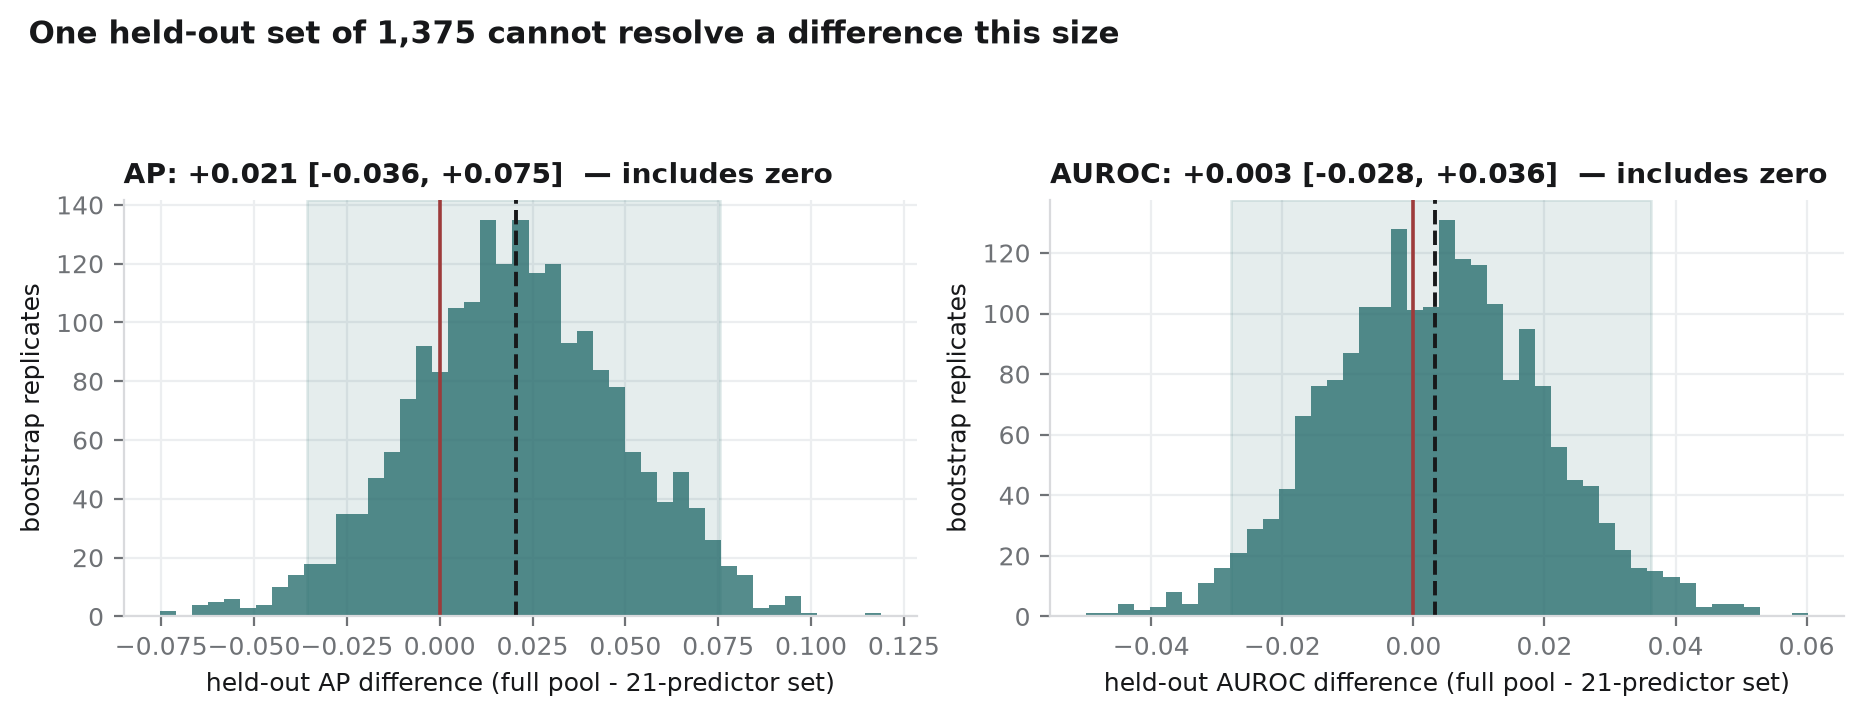 One held-out set of 1,375 cannot resolve a difference this size
AP: +0.021 [-0.036, +0.075]  — includes zero
140
120
100
80
60
40
20
0
bootstrap replicates
−0.075 −0.050 −0.025 0.000 0.025 0.050 0.075 0.100 0.125
held-out AP difference (full pool - 21-predictor set)
AUROC: +0.003 [-0.028, +0.036]  — includes zero
120
100
80
60
40
20
0
bootstrap replicates
−0.04 −0.02 0.00 0.02 0.04 0.06
held-out AUROC difference (full pool - 21-predictor set)